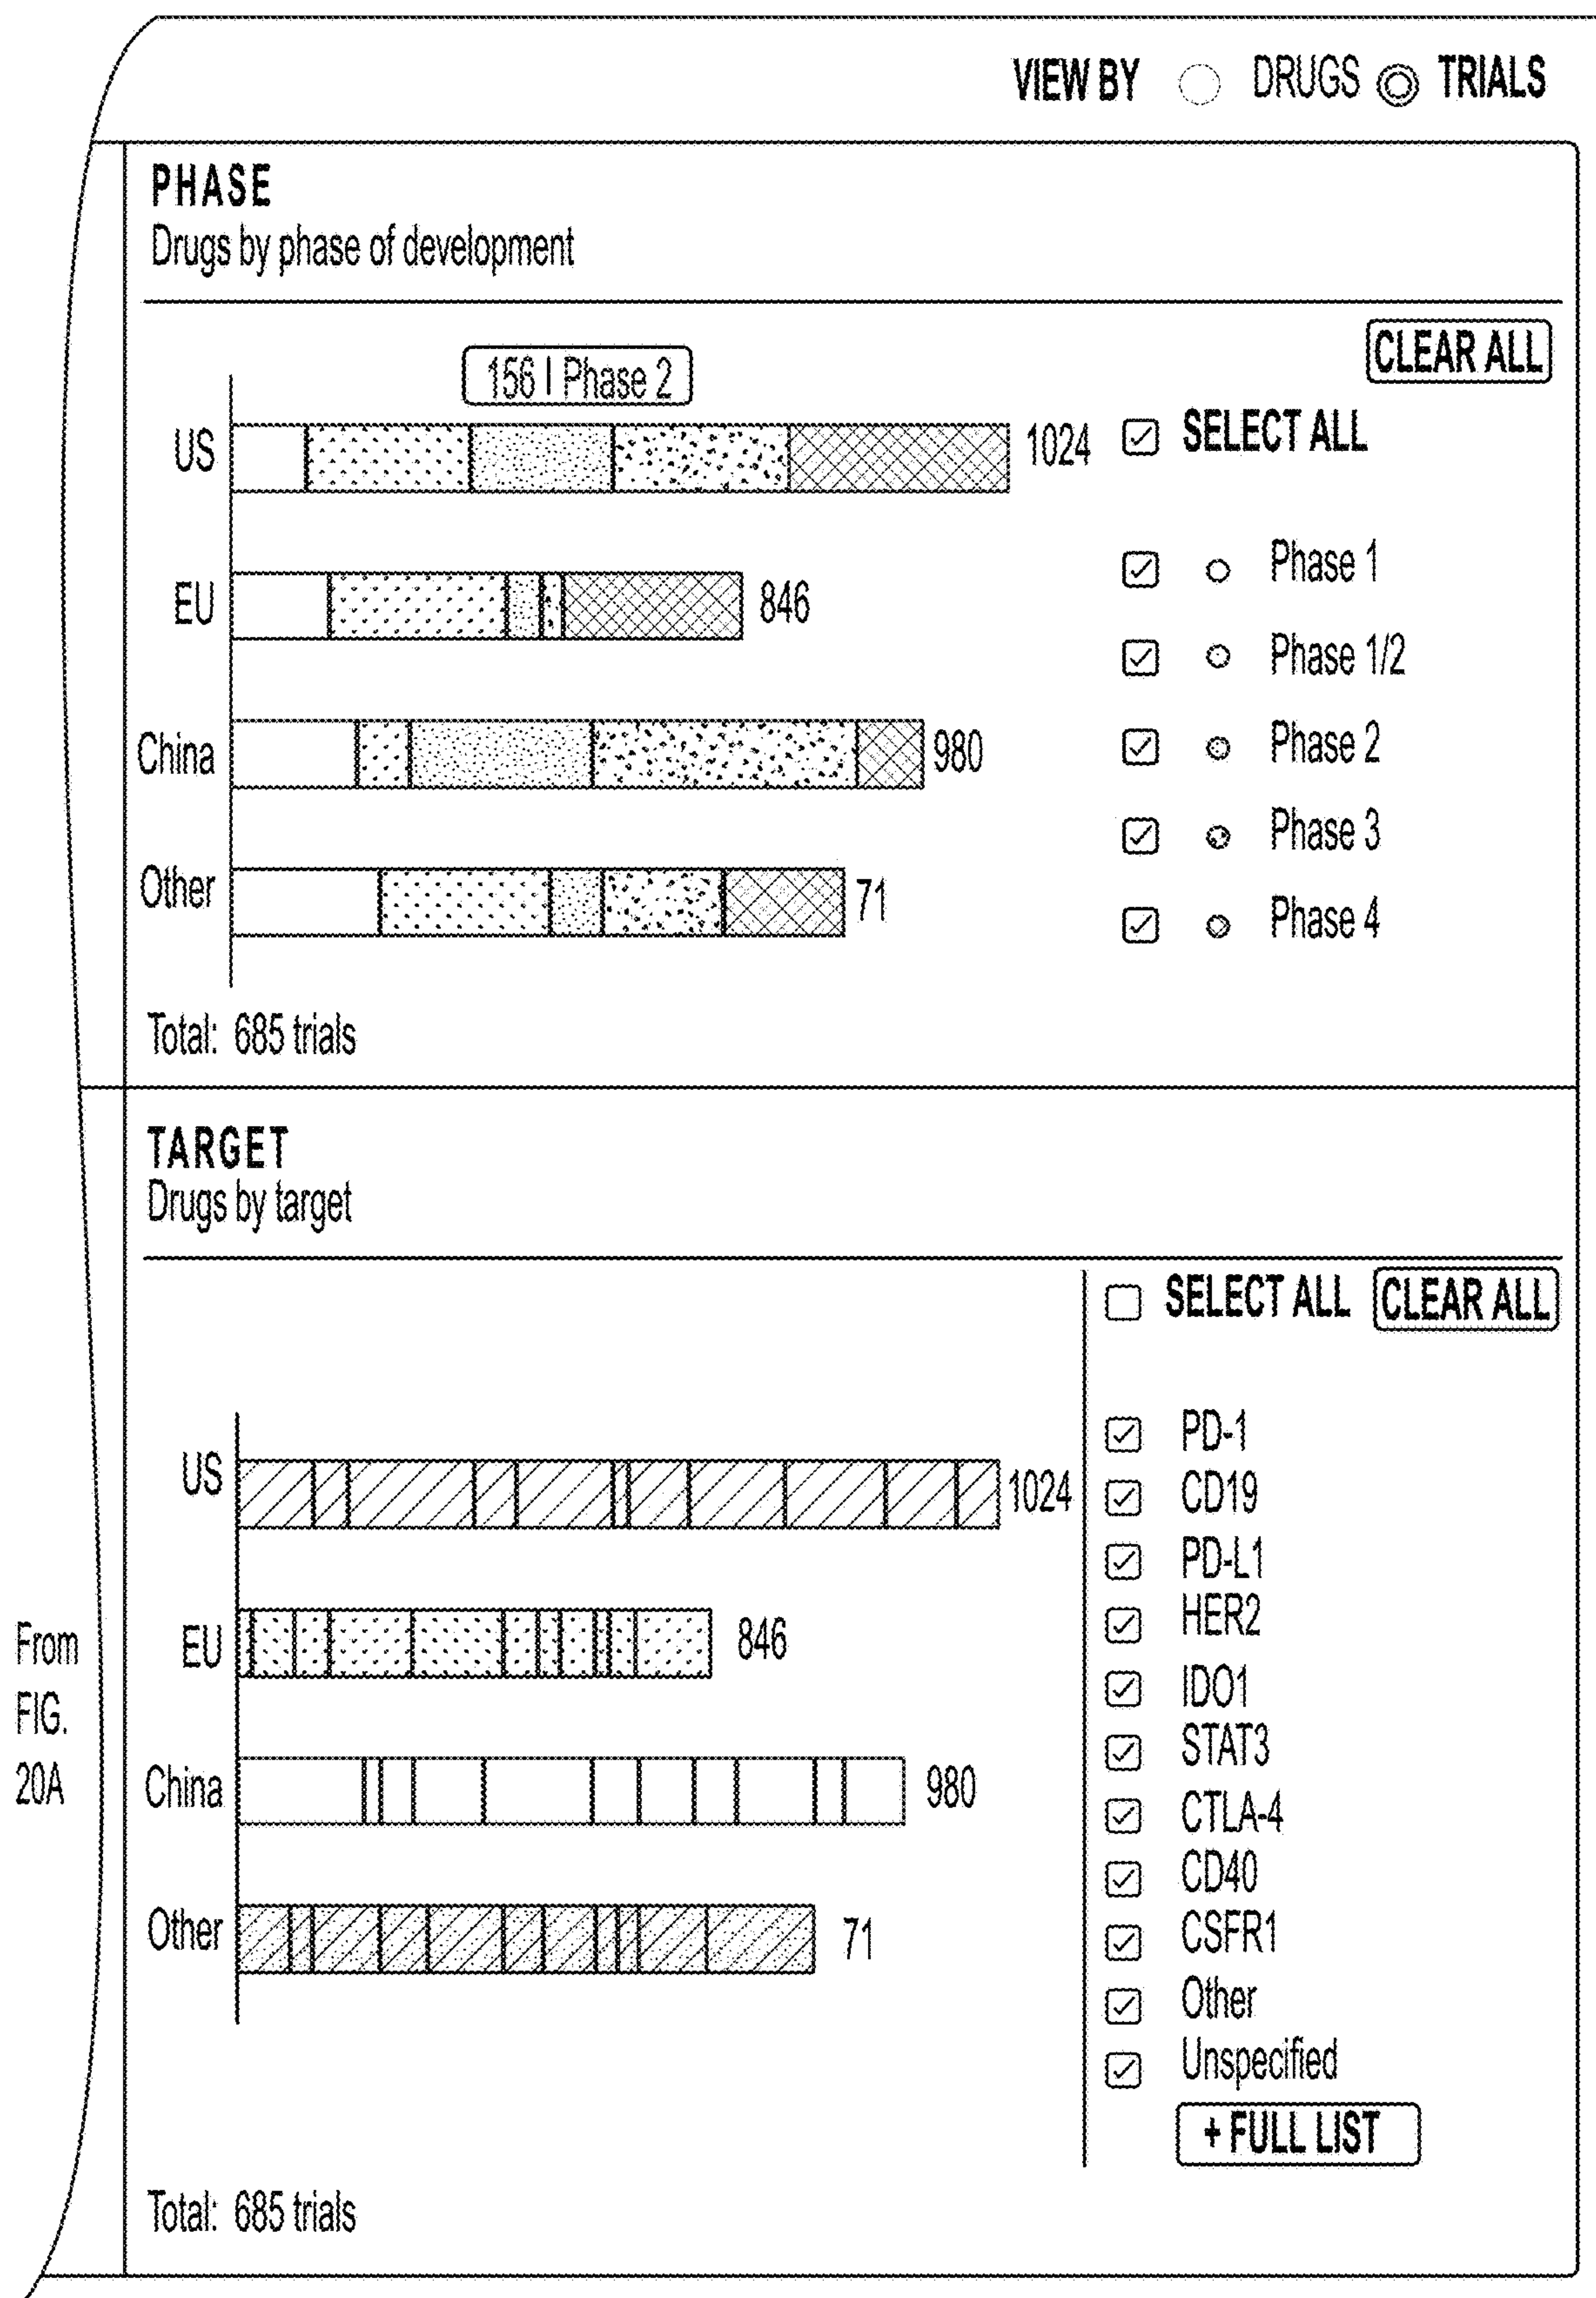 VIEW BY DRUGS TRIALS
PHASE
Drugs by phase of development
CLEAR ALL
156 | Phase 2
US 1024
SELECT ALL
Phase 1
EU 846
Phase 1/2
Phase 2
China 980
Phase 3
Other 71
Phase 4
Total: 685 trials
TARGET
Drugs by target
SELECT ALL CLEAR ALL
PD-1
US 1024
CD19
PD-L1
HER2
EU 846
IDO1
STAT3
China 980
CTLA-4
CD40
Other 71
CSFR1
Other
Unspecified
+ FULL LIST
Total: 685 trials
From
FIG.
20A